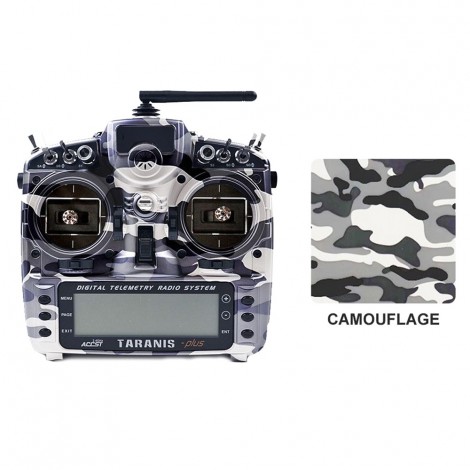 DIGITAL TELEMETRY RADIO SYSTEM
MENU
PAGE
EXIT
+
-
ENT
ACCST
TARANIS -plus
CAMOUFLAGE